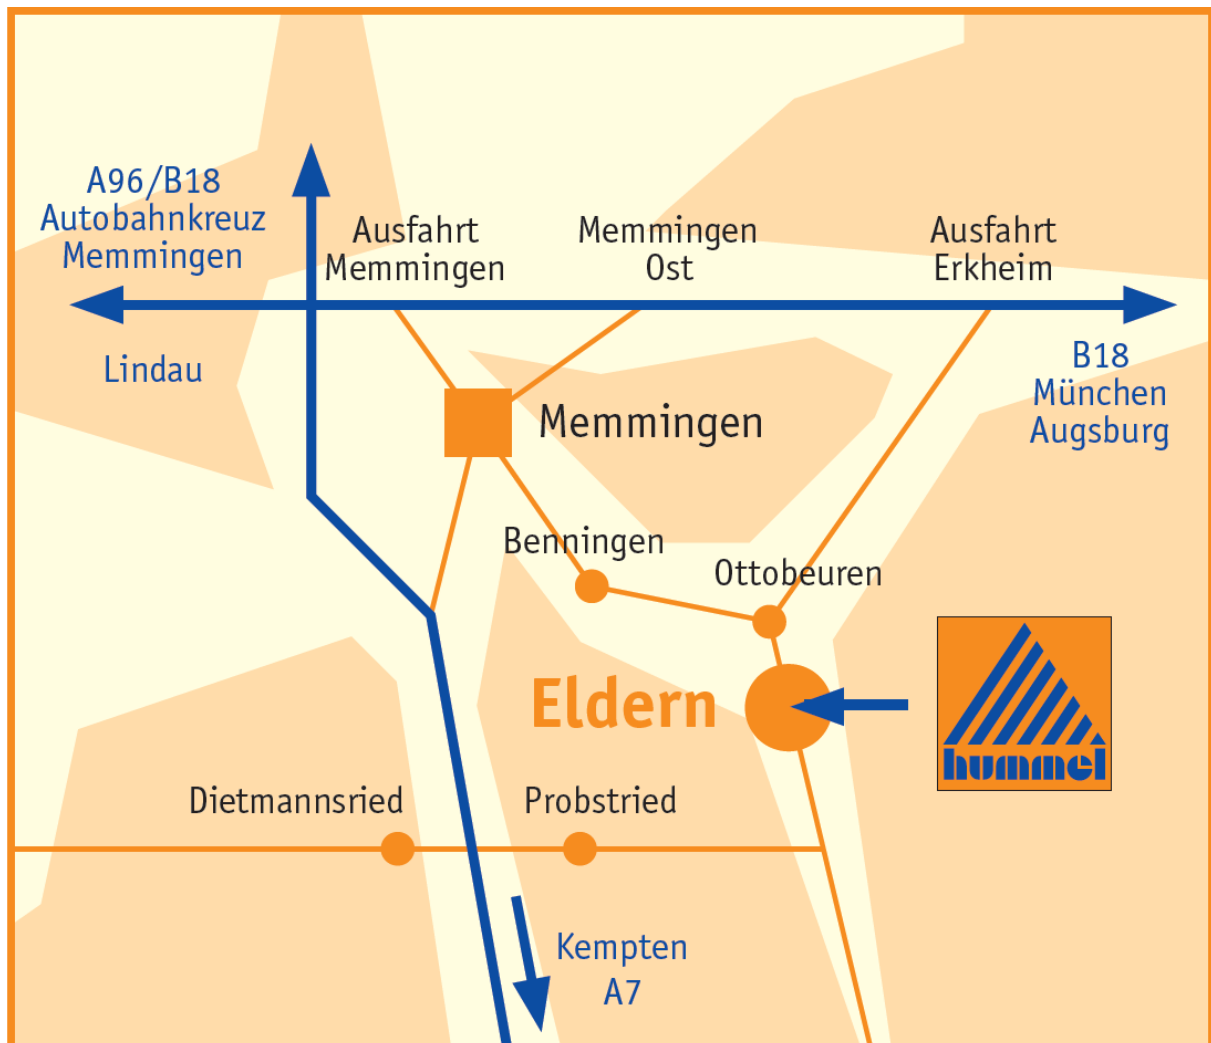 A96/B18
Autobahnkreuz
Memmingen
Ausfahrt
Memmingen
Memmingen
Ost
Ausfahrt
Erkheim
Lindau
B18
München
Augsburg
Memmingen
Benningen
Ottobeuren
Eldern
hummel
Dietmannsried
Probstried
Kempten
A7